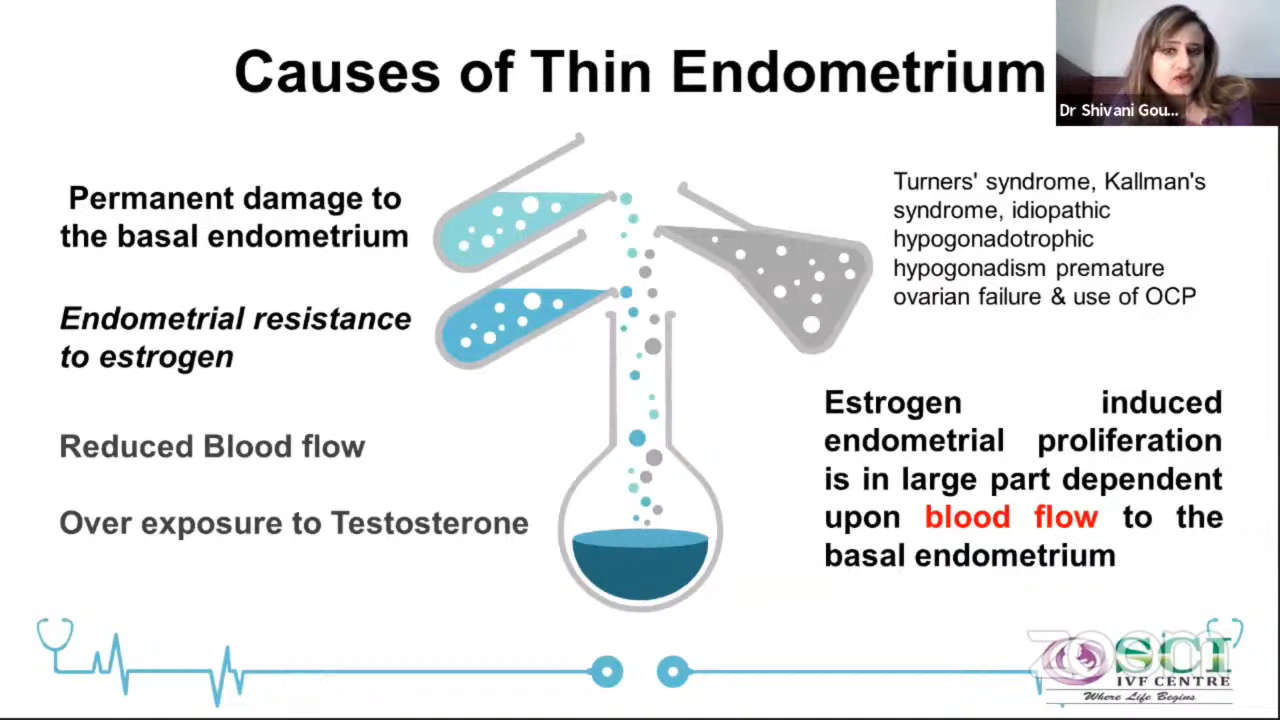 Causes of Thin Endometrium
Dr Shivani Gou...
Permanent damage to
the basal endometrium
Endometrial resistance
to estrogen
Reduced Blood flow
Over exposure to Testosterone
Turners' syndrome, Kallman's
syndrome, idiopathic
hypogonadotrophic
hypogonadism premature
ovarian failure & use of OCP
Estrogen induced
endometrial proliferation
is in large part dependent
upon blood flow to the
basal endometrium
zoom
SCI
IVF CENTRE
Where Life Begins